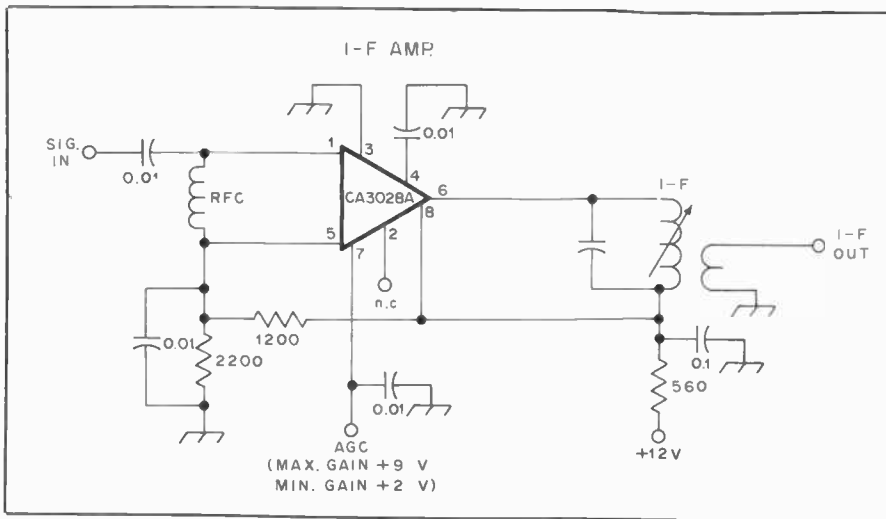 I-F AMP.
SIG. IN
0.01
RFC
1
3
0.01
4
CA3028A
6
8
5
7
2
n.c
I-F
I-F OUT
0.01
2200
1200
0.01
0.1
560
+12V
AGC
(MAX. GAIN +9 V
MIN. GAIN +2 V)